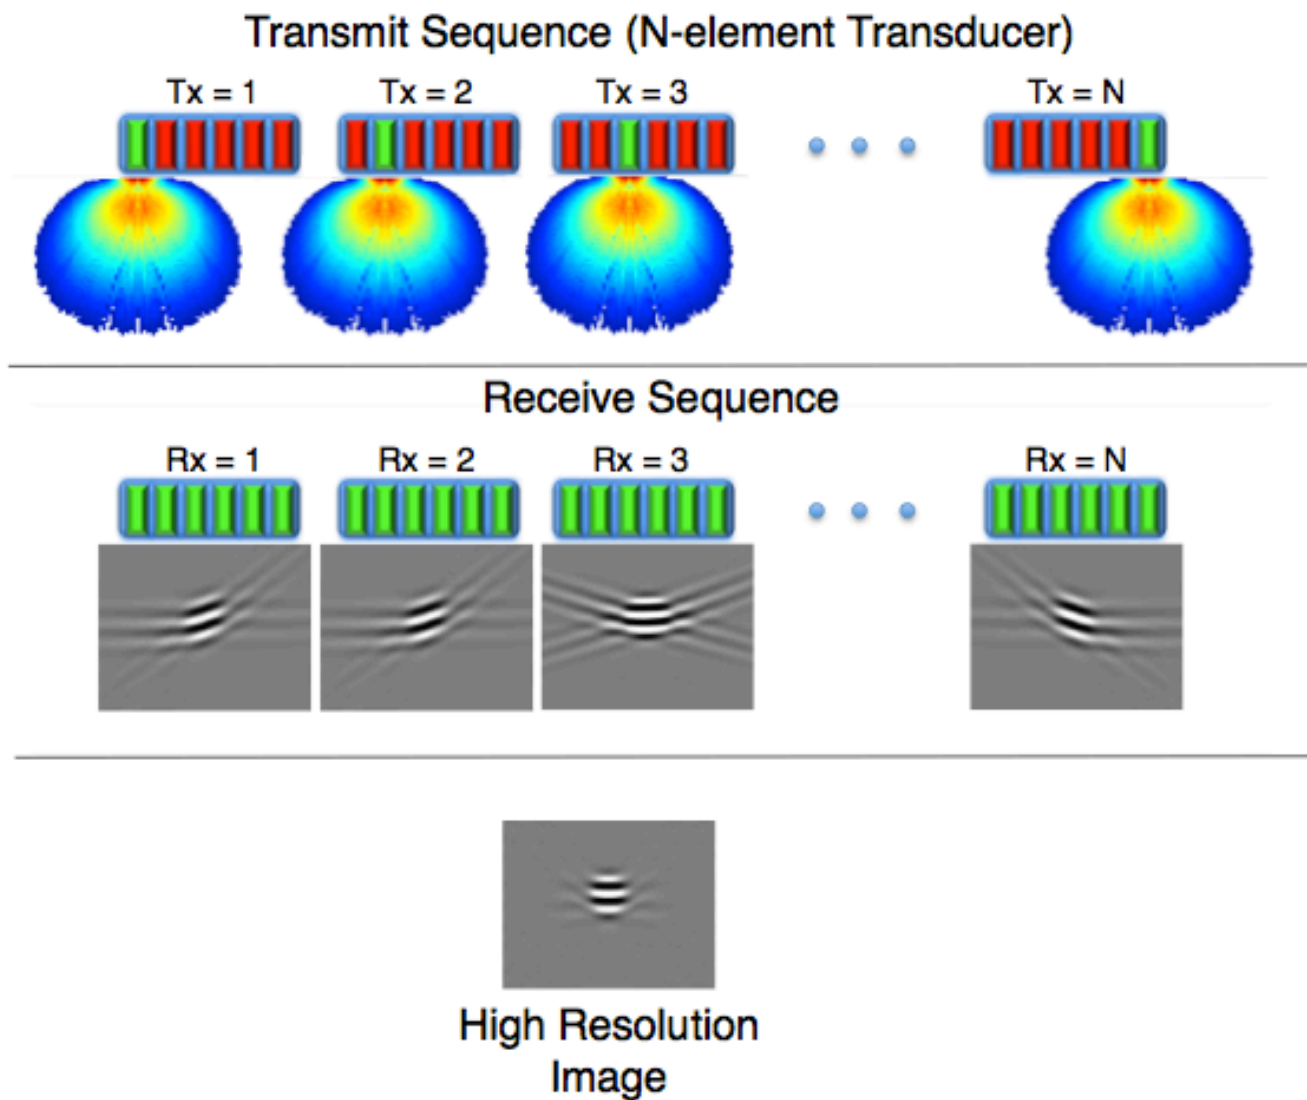 Transmit Sequence (N-element Transducer)
Tx = 1 Tx = 2 Tx = 3 Tx = N
Receive Sequence
Rx = 1 Rx = 2 Rx = 3 Rx = N
High Resolution
Image